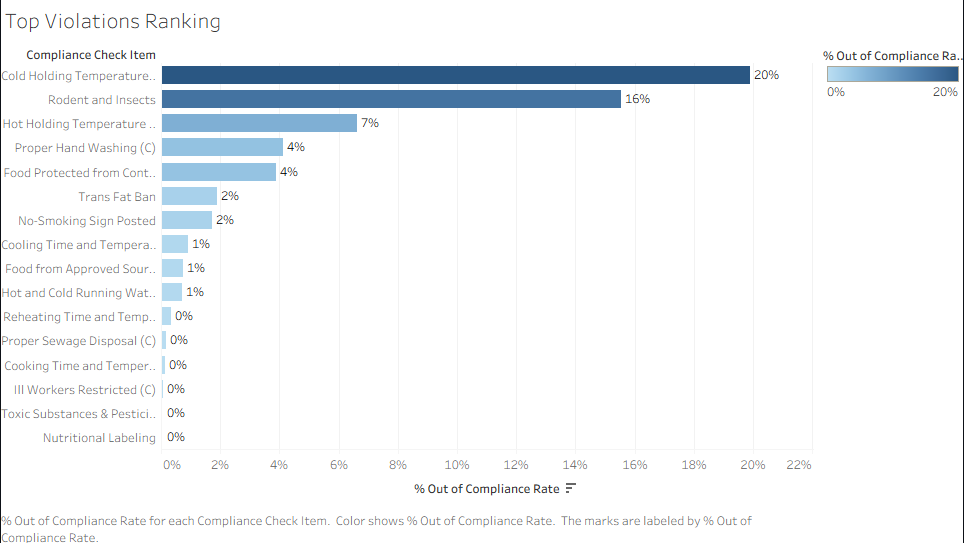 Top Violations Ranking
Compliance Check Item
% Out of Compliance Ra..
Cold Holding Temperature.. 20%
0% 20%
Rodent and Insects 16%
Hot Holding Temperature .. 7%
Proper Hand Washing (C) 4%
Food Protected from Cont.. 4%
Trans Fat Ban 2%
No-Smoking Sign Posted 2%
Cooling Time and Tempera.. 1%
Food from Approved Sour.. 1%
Hot and Cold Running Wat.. 1%
Reheating Time and Temp.. 0%
Proper Sewage Disposal (C) 0%
Cooking Time and Temper.. 0%
Ill Workers Restricted (C) 0%
Toxic Substances & Pestici.. 0%
Nutritional Labeling 0%
0% 2% 4% 6% 8% 10% 12% 14% 16% 18% 20% 22%
% Out of Compliance Rate
% Out of Compliance Rate for each Compliance Check Item. Color shows % Out of Compliance Rate. The marks are labeled by % Out of
Compliance Rate.